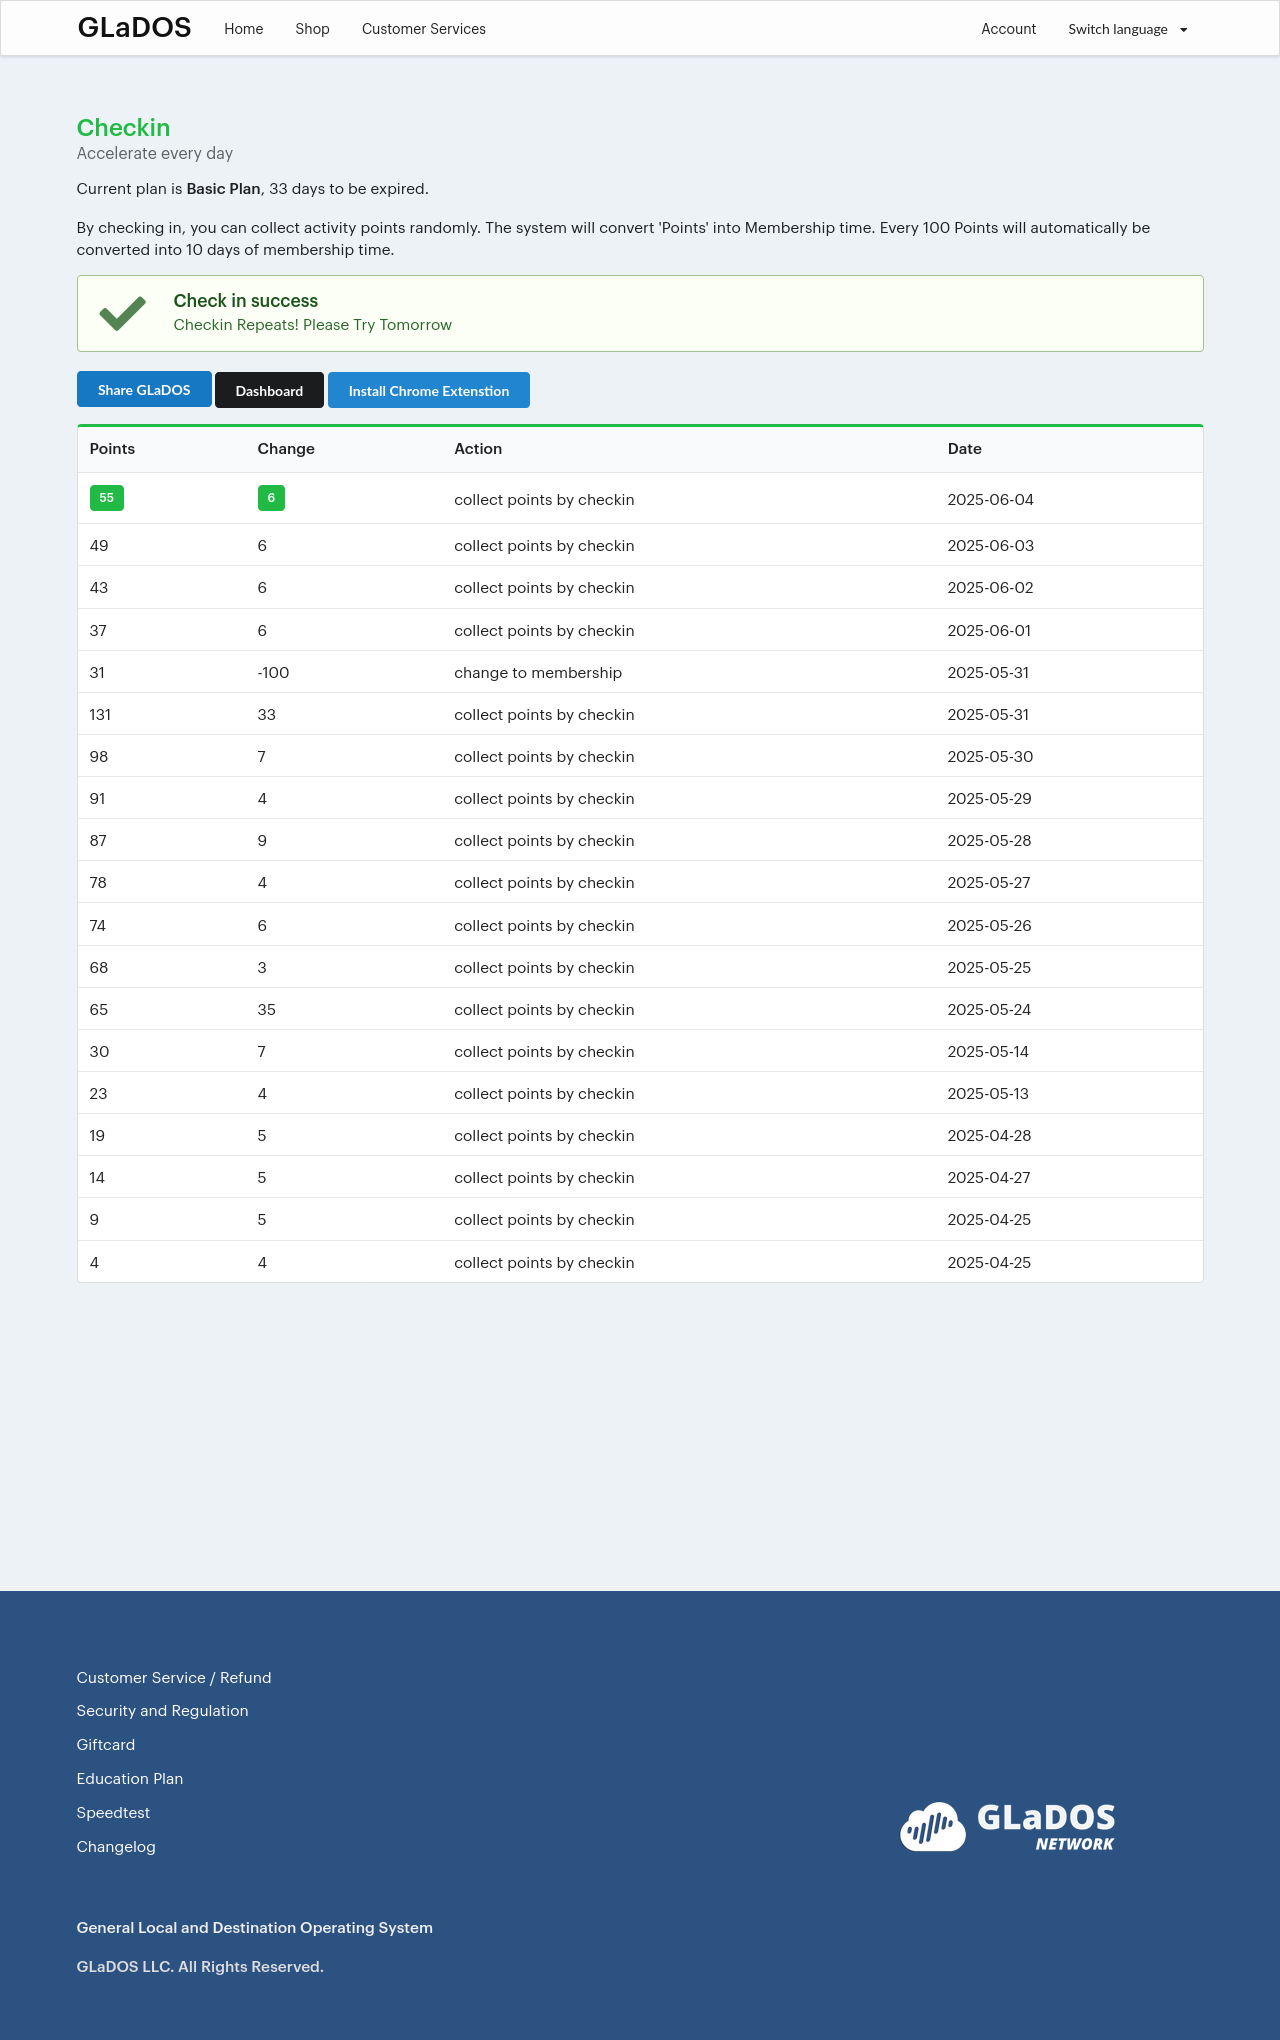 GLaDOS Home Shop Customer Services Account Switch language
Checkin
Accelerate every day
Current plan is Basic Plan, 33 days to be expired.
By checking in, you can collect activity points randomly. The system will convert 'Points' into Membership time. Every 100 Points will automatically be
converted into 10 days of membership time.
Check in success
Checkin Repeats! Please Try Tomorrow
Share GLaDOS Dashboard Install Chrome Extenstion
Points Change Action Date
55 6 collect points by checkin 2025-06-04
49 6 collect points by checkin 2025-06-03
43 6 collect points by checkin 2025-06-02
37 6 collect points by checkin 2025-06-01
31 -100 change to membership 2025-05-31
131 33 collect points by checkin 2025-05-31
98 7 collect points by checkin 2025-05-30
91 4 collect points by checkin 2025-05-29
87 9 collect points by checkin 2025-05-28
78 4 collect points by checkin 2025-05-27
74 6 collect points by checkin 2025-05-26
68 3 collect points by checkin 2025-05-25
65 35 collect points by checkin 2025-05-24
30 7 collect points by checkin 2025-05-14
23 4 collect points by checkin 2025-05-13
19 5 collect points by checkin 2025-04-28
14 5 collect points by checkin 2025-04-27
9 5 collect points by checkin 2025-04-25
4 4 collect points by checkin 2025-04-25
Customer Service / Refund
Security and Regulation
Giftcard
Education Plan
Speedtest
Changelog
GLaDOS
NETWORK
General Local and Destination Operating System
GLaDOS LLC. All Rights Reserved.